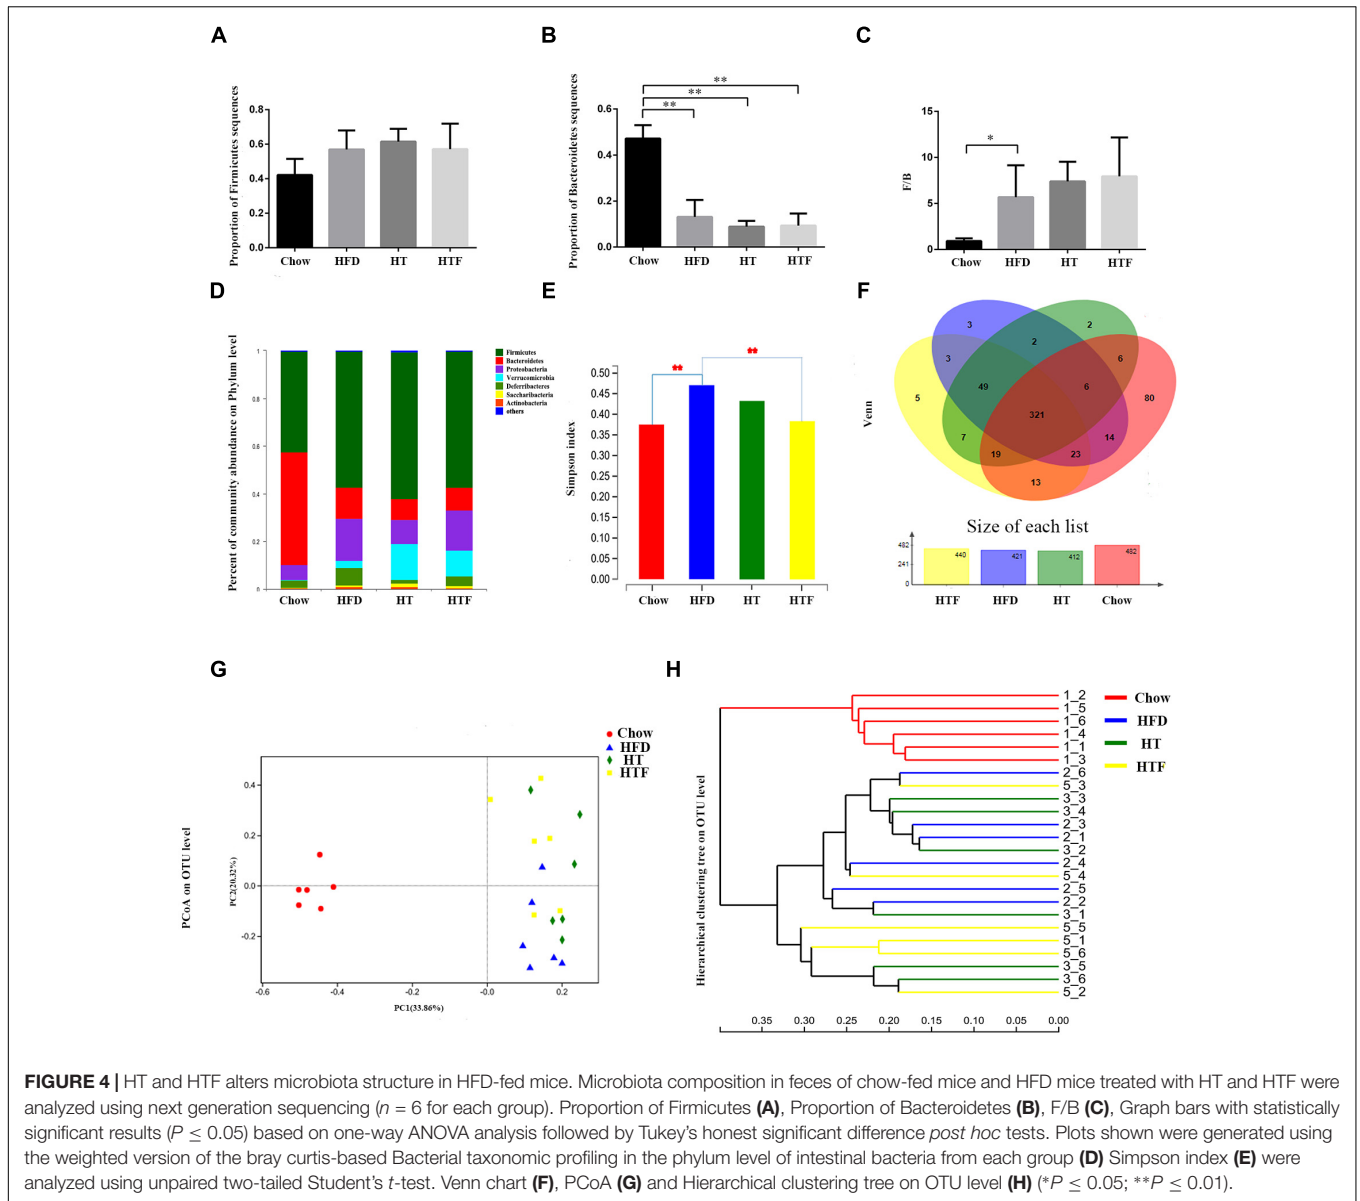 A
B
C
Proportion of Firmicutes sequences
0.8
0.6
0.4
0.2
0.0
Chow HFD HT HTF
Proportion of Bacteroidetes sequences
0.6
0.4
0.2
0.0
**
**
**
Chow HFD HT HTF
F/B
15
10
5
0
*
Chow HFD HT HTF
D
E
F
Percent of community abundance on Phylum level
1
0.8
0.6
0.4
0.2
0
Chow HFD HT HTF
Firmicutes
Bacteroidetes
Proteobacteria
Verrucomicrobia
Deferribacteres
Saccharibacteria
Actinobacteria
others
Simpson index
0.50
0.45
0.40
0.35
0.30
0.25
0.20
0.15
0.10
0.05
0.00
**
**
Chow HFD HT HTF
Venn
3 2
2
3 6
5 49 6 80
321
7 14
19 23
13
Size of each list
482
241
0
440 421 412 482
HTF HFD HT Chow
G
H
PCoA on OTU level
PC2(20.32%)
0.4
0.2
0.0
-0.2
-0.6 -0.4 -0.2 -0.0 0.2
PC1(33.86%)
Chow
HFD
HT
HTF
Hierarchical clustering tree on OTU level
1_2
1_5
1_6
1_4
1_1
1_3
2_6
5_3
3_3
3_4
2_3
2_1
3_2
2_4
5_4
2_5
2_2
3_1
5_5
5_1
5_6
3_5
3_6
5_2
0.35 0.30 0.25 0.20 0.15 0.10 0.05 0.00
Chow
HFD
HT
HTF
FIGURE 4 | HT and HTF alters microbiota structure in HFD-fed mice. Microbiota composition in feces of chow-fed mice and HFD mice treated with HT and HTF were
analyzed using next generation sequencing (n = 6 for each group). Proportion of Firmicutes (A), Proportion of Bacteroidetes (B), F/B (C), Graph bars with statistically
significant results (P ≤ 0.05) based on one-way ANOVA analysis followed by Tukey's honest significant difference post hoc tests. Plots shown were generated using
the weighted version of the bray curtis-based Bacterial taxonomic profiling in the phylum level of intestinal bacteria from each group (D) Simpson index (E) were
analyzed using unpaired two-tailed Student's t-test. Venn chart (F), PCoA (G) and Hierarchical clustering tree on OTU level (H) (*P ≤ 0.05; **P ≤ 0.01).